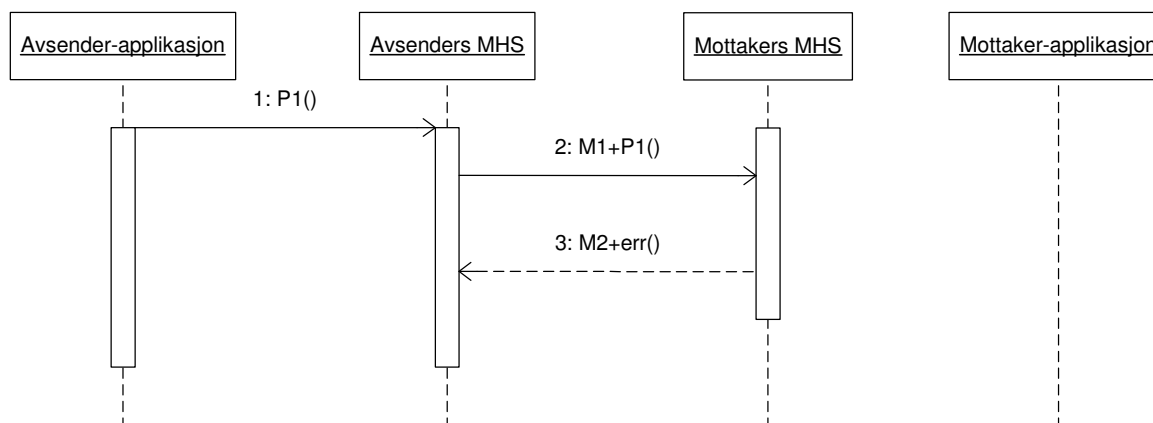 Avsender-applikasjon
Avsenders MHS
Mottakers MHS
Mottaker-applikasjon
1: P1()
2: M1+P1()
3: M2+err()